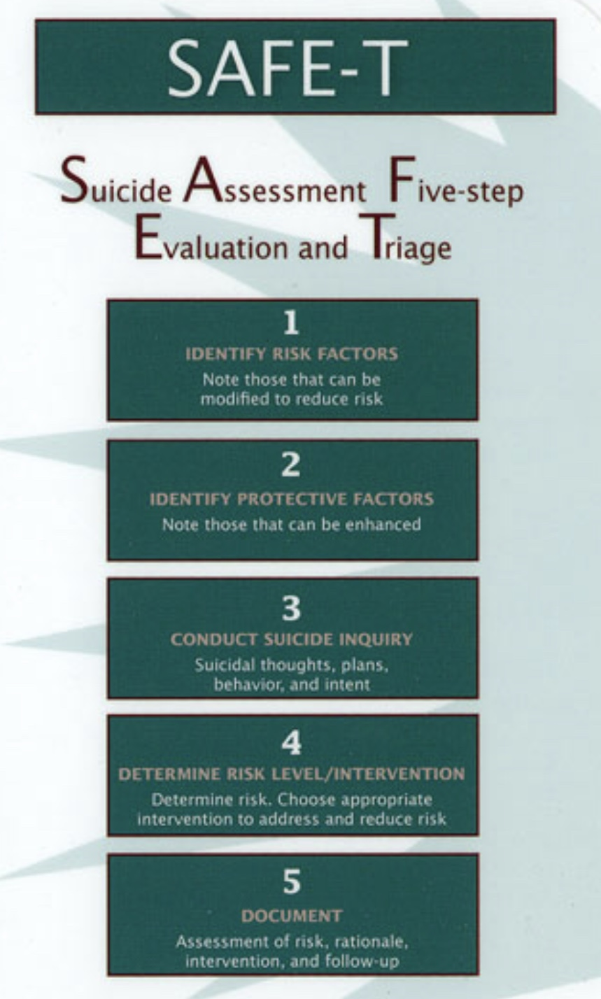 SAFE-T
Suicide Assessment Five-step
Evaluation and Triage
1
IDENTIFY RISK FACTORS
Note those that can be
modified to reduce risk
2
IDENTIFY PROTECTIVE FACTORS
Note those that can be enhanced
3
CONDUCT SUICIDE INQUIRY
Suicidal thoughts, plans,
behavior, and intent
4
DETERMINE RISK LEVEL/INTERVENTION
Determine risk. Choose appropriate
intervention to address and reduce risk
5
DOCUMENT
Assessment of risk, rationale,
intervention, and follow-up